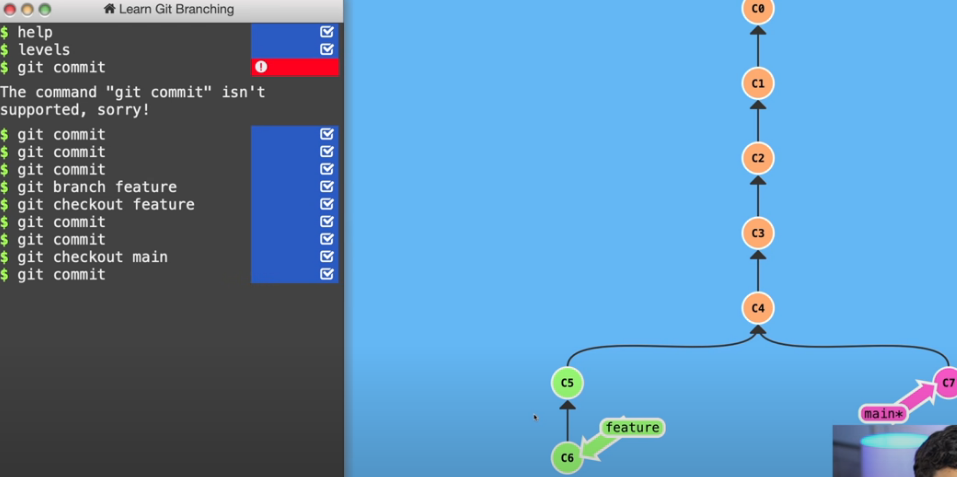 Learn Git Branching
$ help
$ levels
$ git commit
The command "git commit" isn't
supported, sorry!
$ git commit
$ git commit
$ git commit
$ git branch feature
$ git checkout feature
$ git commit
$ git commit
$ git checkout main
$ git commit
C0
C1
C2
C3
C4
C5
C7
main*
feature
C6